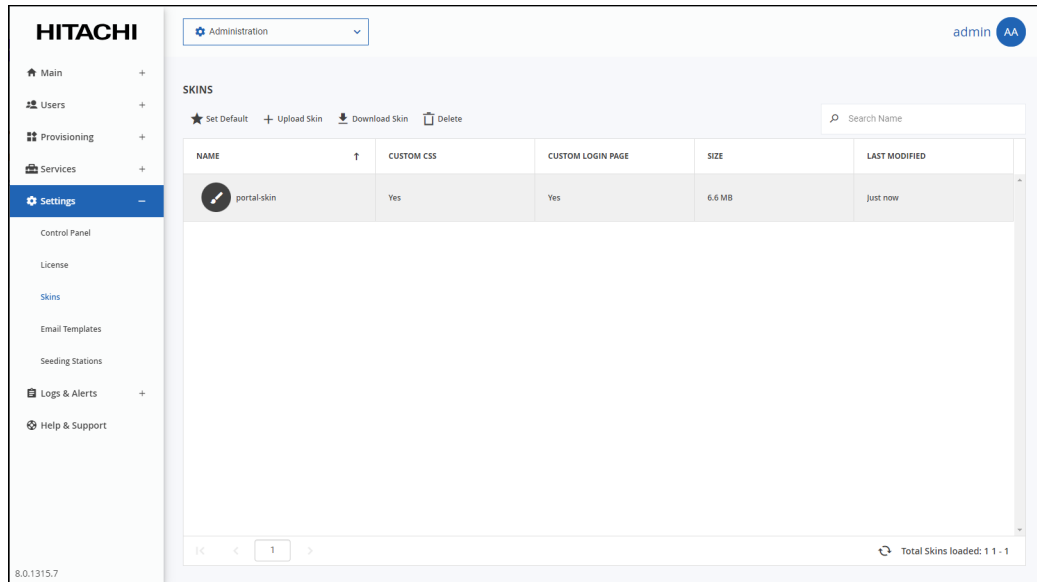 HITACHI
Administration
admin AA
Main +
Users +
Provisioning +
Services +
Settings −
Control Panel
License
Skins
Email Templates
Seeding Stations
Logs & Alerts +
Help & Support
8.0.1315.7
SKINS
Set Default + Upload Skin Download Skin Delete
Search Name
NAME ↑ CUSTOM CSS CUSTOM LOGIN PAGE SIZE LAST MODIFIED
portal-skin Yes Yes 6.6 MB Just now
1
Total Skins loaded: 1 1 - 1